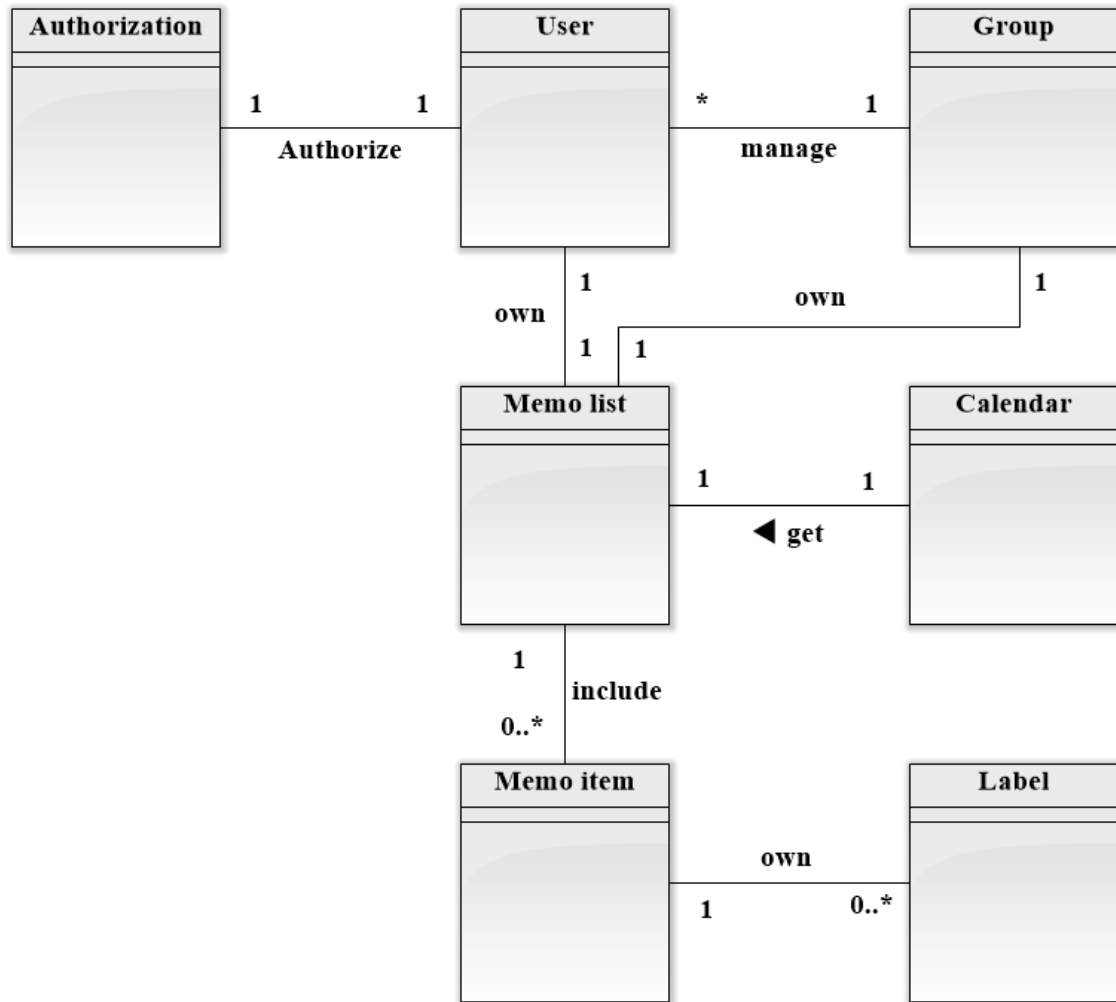 Authorization
User
Group
1
1
*
1
Authorize
manage
1
1
own
own
1
1
Memo list
Calendar
1
1
◀ get
1
include
0..*
Memo item
Label
own
1
0..*